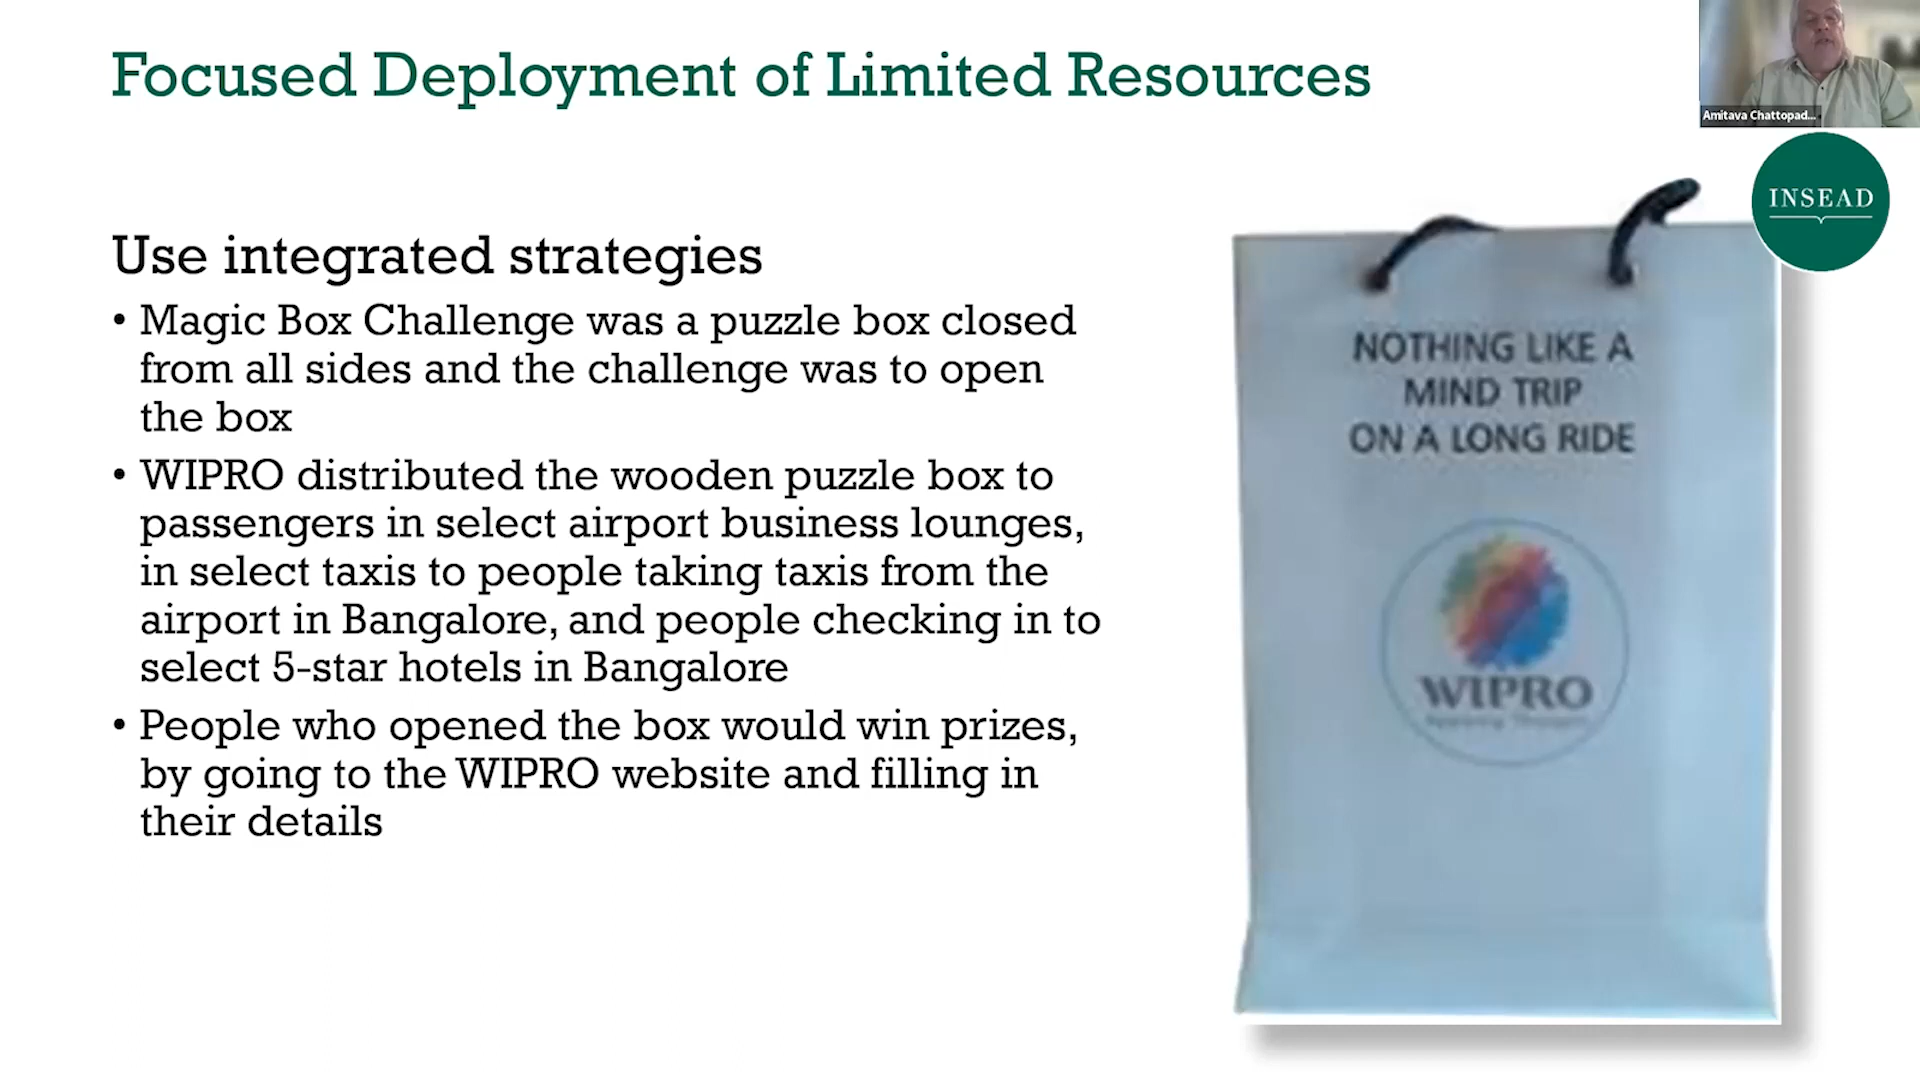 Focused Deployment of Limited Resources
Amitava Chattopad...
INSEAD
Use integrated strategies
• Magic Box Challenge was a puzzle box closed
from all sides and the challenge was to open
the box
• WIPRO distributed the wooden puzzle box to
passengers in select airport business lounges,
in select taxis to people taking taxis from the
airport in Bangalore, and people checking in to
select 5-star hotels in Bangalore
• People who opened the box would win prizes,
by going to the WIPRO website and filling in
their details
NOTHING LIKE A
MIND TRIP
ON A LONG RIDE
WIPRO